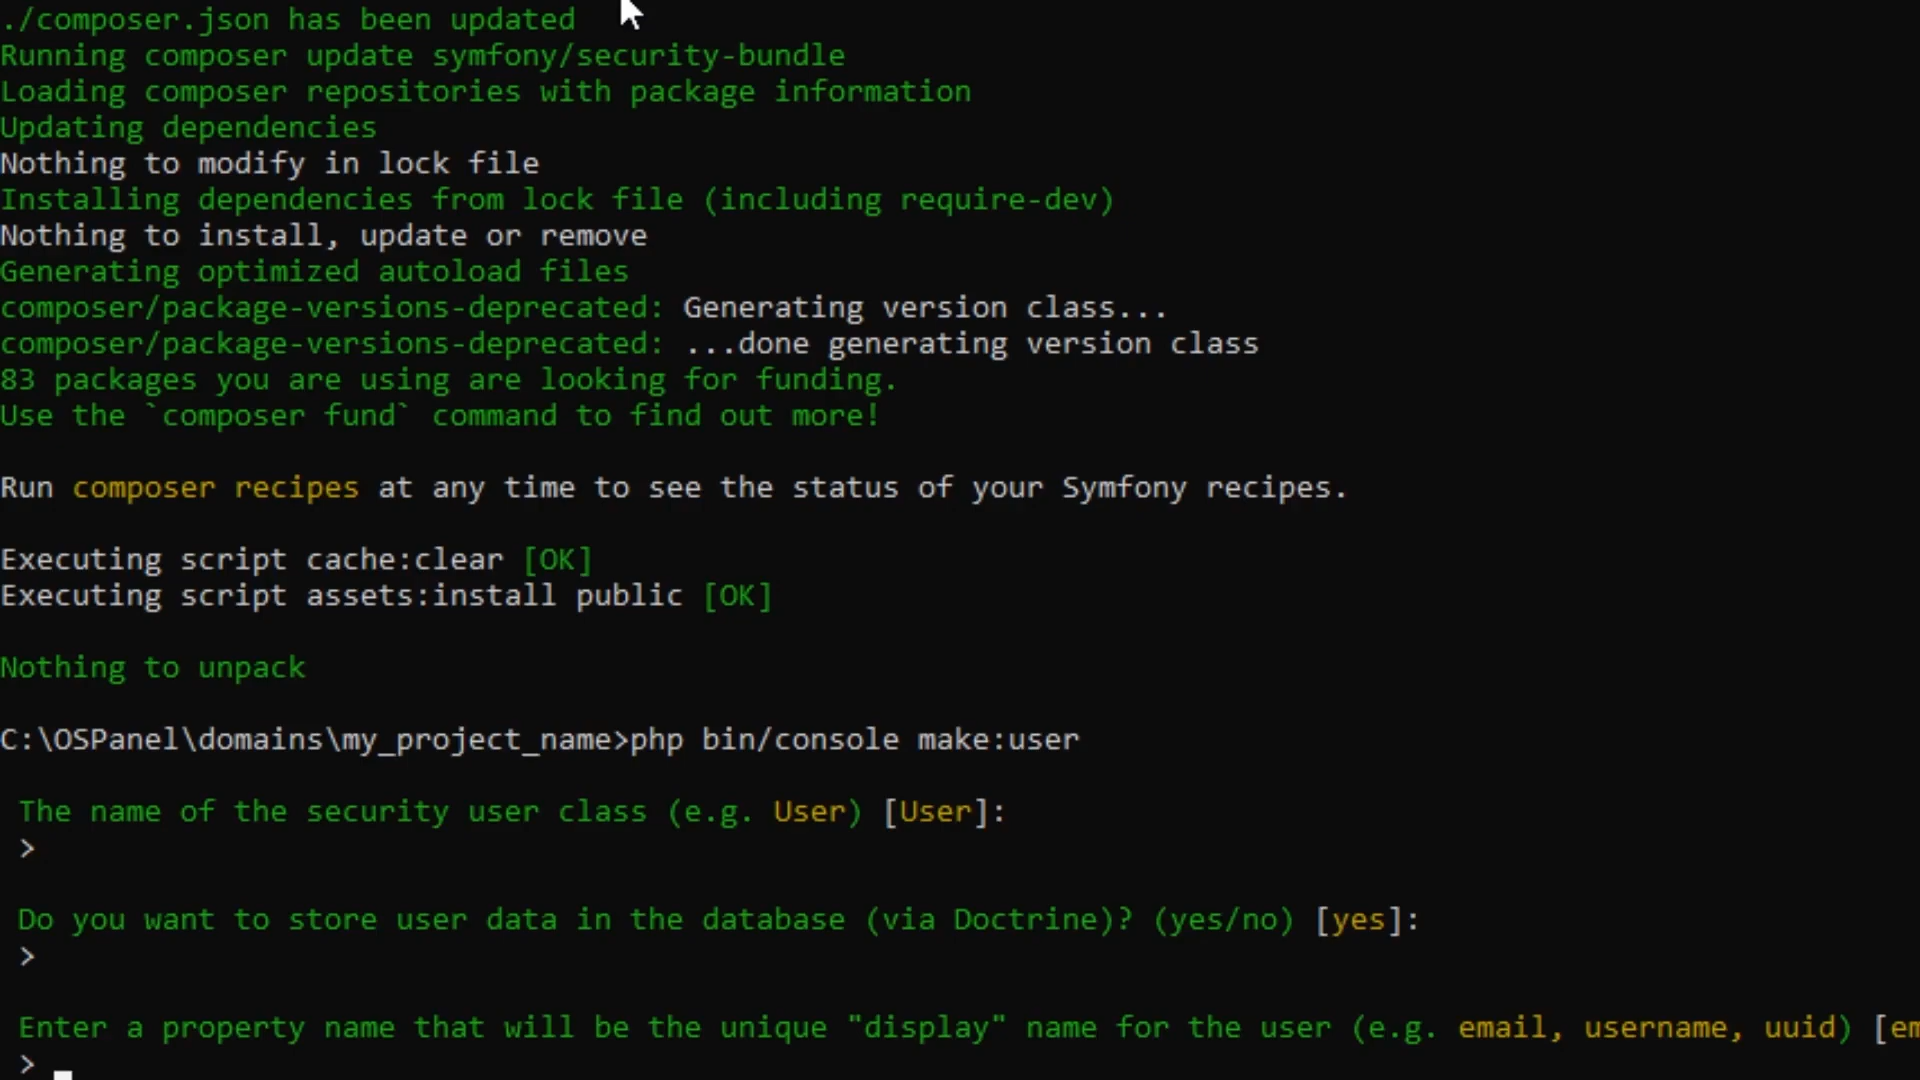 ./composer.json has been updated
Running composer update symfony/security-bundle
Loading composer repositories with package information
Updating dependencies
Nothing to modify in lock file
Installing dependencies from lock file (including require-dev)
Nothing to install, update or remove
Generating optimized autoload files
composer/package-versions-deprecated: Generating version class...
composer/package-versions-deprecated: ...done generating version class
83 packages you are using are looking for funding.
Use the `composer fund` command to find out more!
Run composer recipes at any time to see the status of your Symfony recipes.
Executing script cache:clear [OK]
Executing script assets:install public [OK]
Nothing to unpack
C:\OSPanel\domains\my_project_name>php bin/console make:user
The name of the security user class (e.g. User) [User]:
>
Do you want to store user data in the database (via Doctrine)? (yes/no) [yes]:
>
Enter a property name that will be the unique "display" name for the user (e.g. email, username, uuid) [em
>